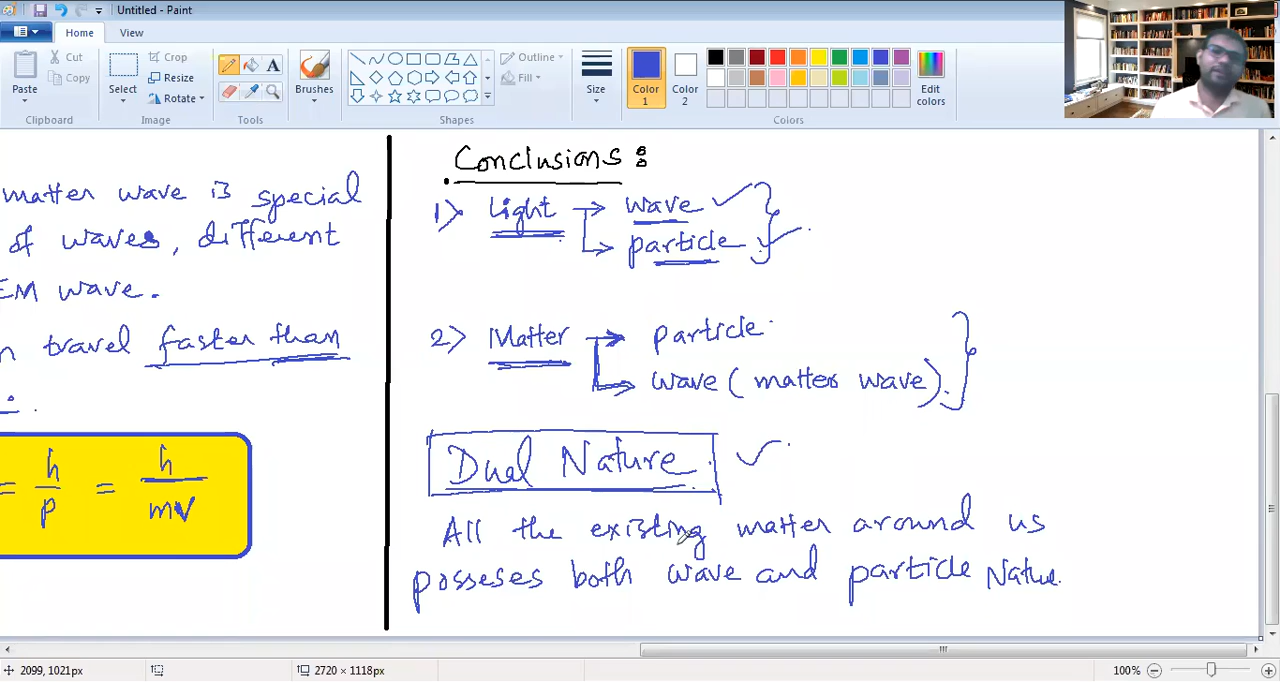 Untitled - Paint
Home
View
Paste
Cut
Copy
Clipboard
Select
Crop
Resize
Rotate
Image
Tools
A
Brushes
Shapes
Outline
Fill
Size
Color 1
Color 2
Edit colors
Colors
matter wave is special
of waves, different
EM wave.
travel faster than
= h/p = h/mv
Conclusions :
1) Light → wave
→ particle
2) Matter → particle
→ wave (matter wave).
Dual Nature.
All the existing matter around us
posseses both wave and particle Nature.
2099, 1021px
2720 × 1118px
100%